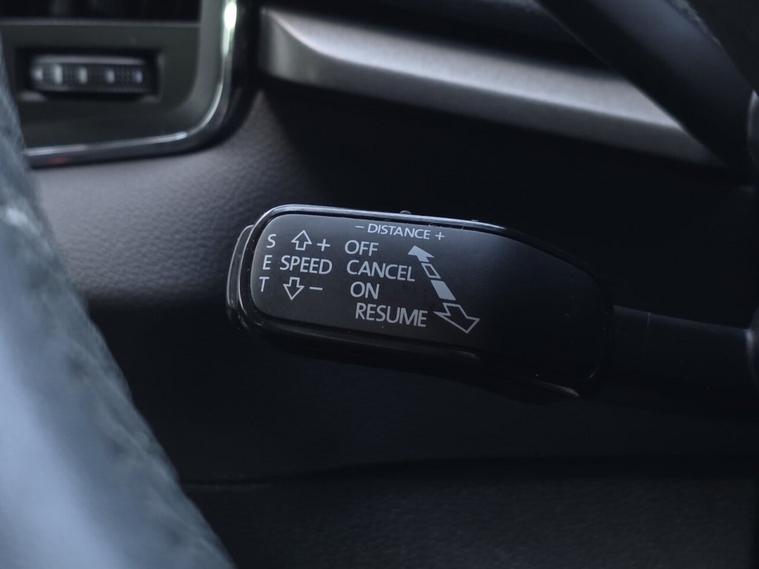 - DISTANCE +
S + OFF
E SPEED CANCEL
T - ON
RESUME